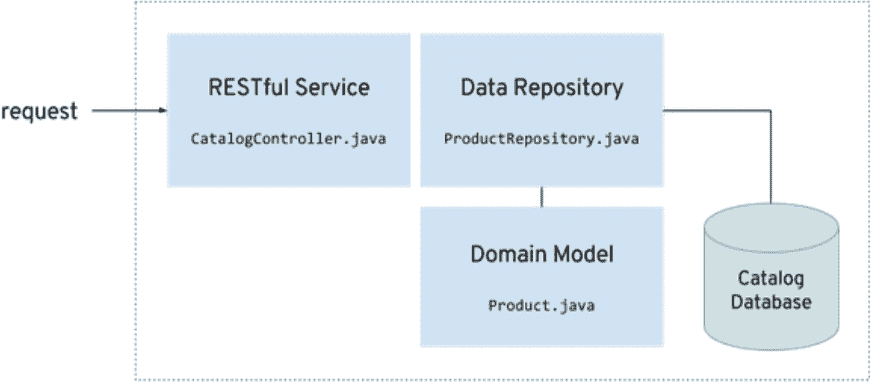 request
RESTful Service
CatalogController.java
Data Repository
ProductRepository.java
Domain Model
Product.java
Catalog
Database